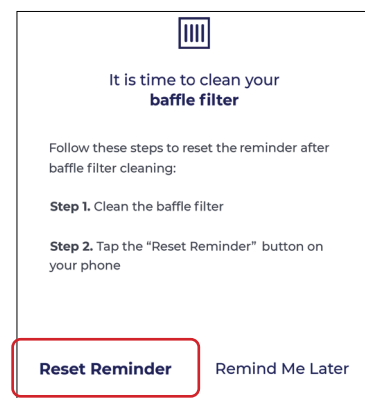 It is time to clean your
baffle filter
Follow these steps to reset the reminder after
baffle filter cleaning:
Step 1. Clean the baffle filter
Step 2. Tap the “Reset Reminder” button on
your phone
Reset Reminder Remind Me Later